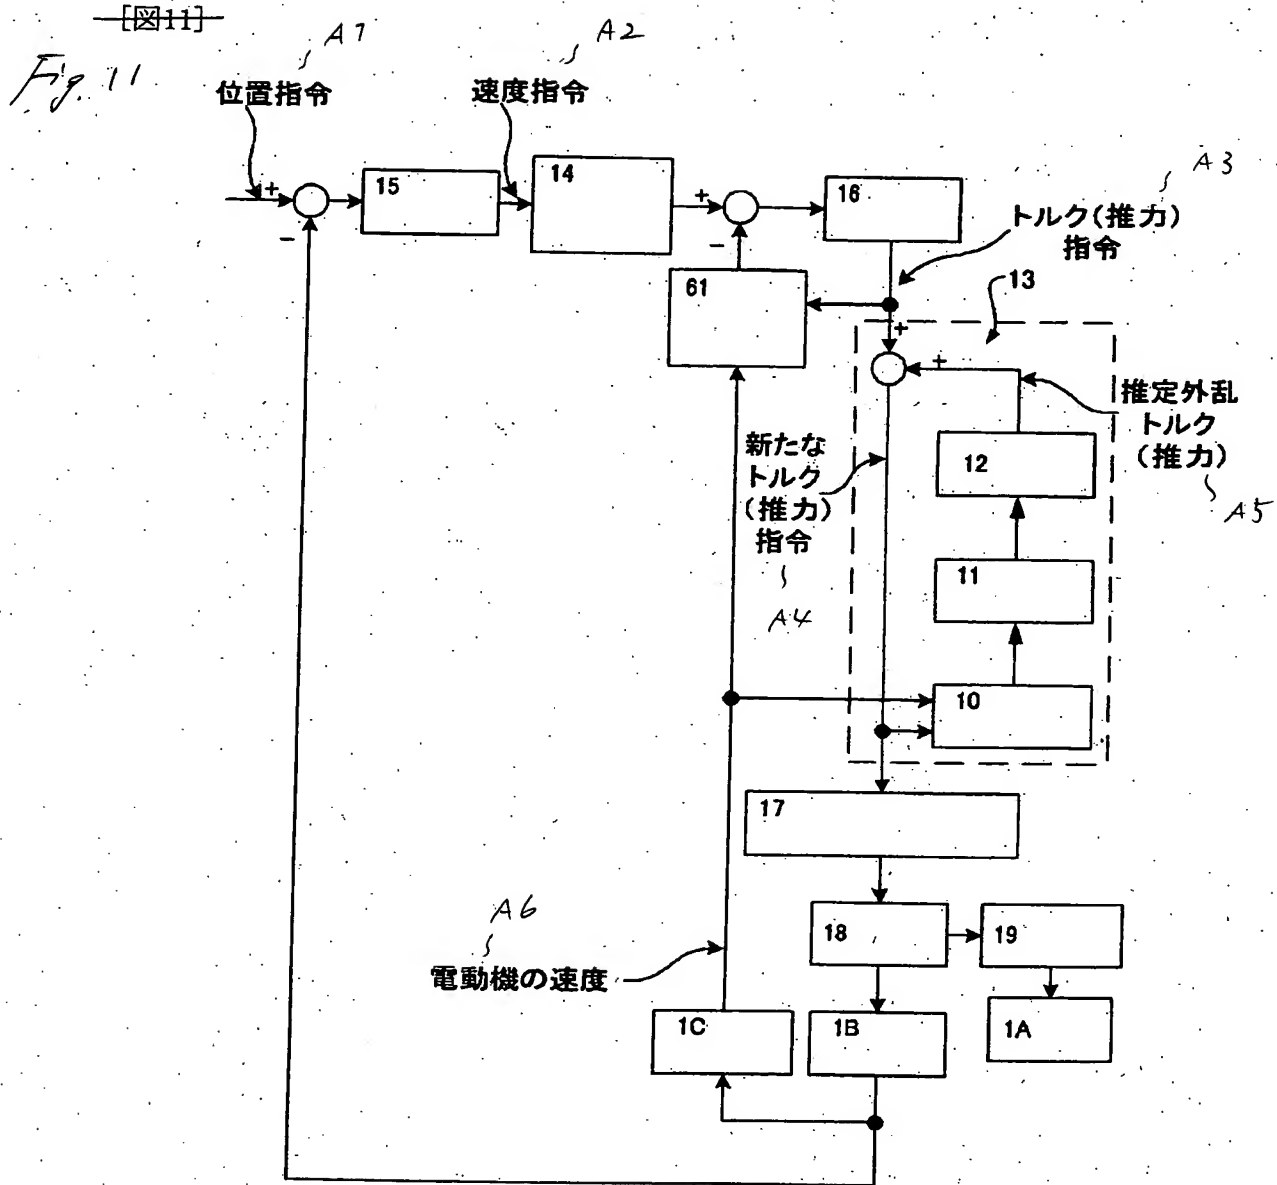 [図11]
Fig. 11
A1
位置指令
A2
速度指令
+
-
15
14
+
-
16
A3
トルク(推力)
指令
61
13
+
+
推定外乱
トルク
(推力)
A5
12
新たな
トルク
(推力)
指令
A4
11
10
17
A6
電動機の速度
18
19
1C
1B
1A